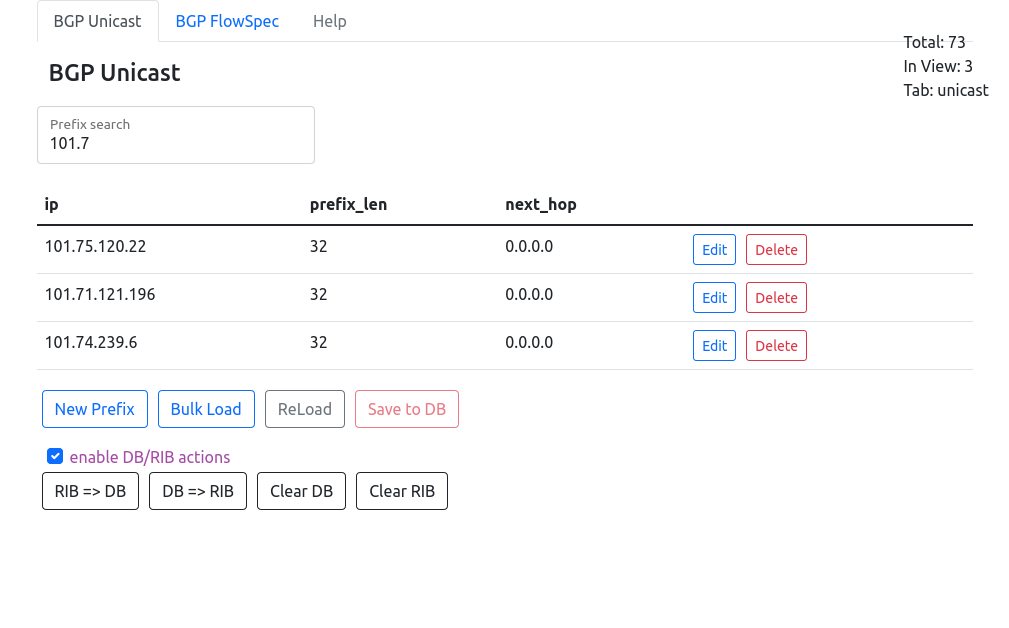 BGP Unicast BGP FlowSpec Help
Total: 73
In View: 3
Tab: unicast
BGP Unicast
Prefix search
101.7
ip prefix_len next_hop
101.75.120.22 32 0.0.0.0 Edit Delete
101.71.121.196 32 0.0.0.0 Edit Delete
101.74.239.6 32 0.0.0.0 Edit Delete
New Prefix Bulk Load ReLoad Save to DB
enable DB/RIB actions
RIB => DB DB => RIB Clear DB Clear RIB